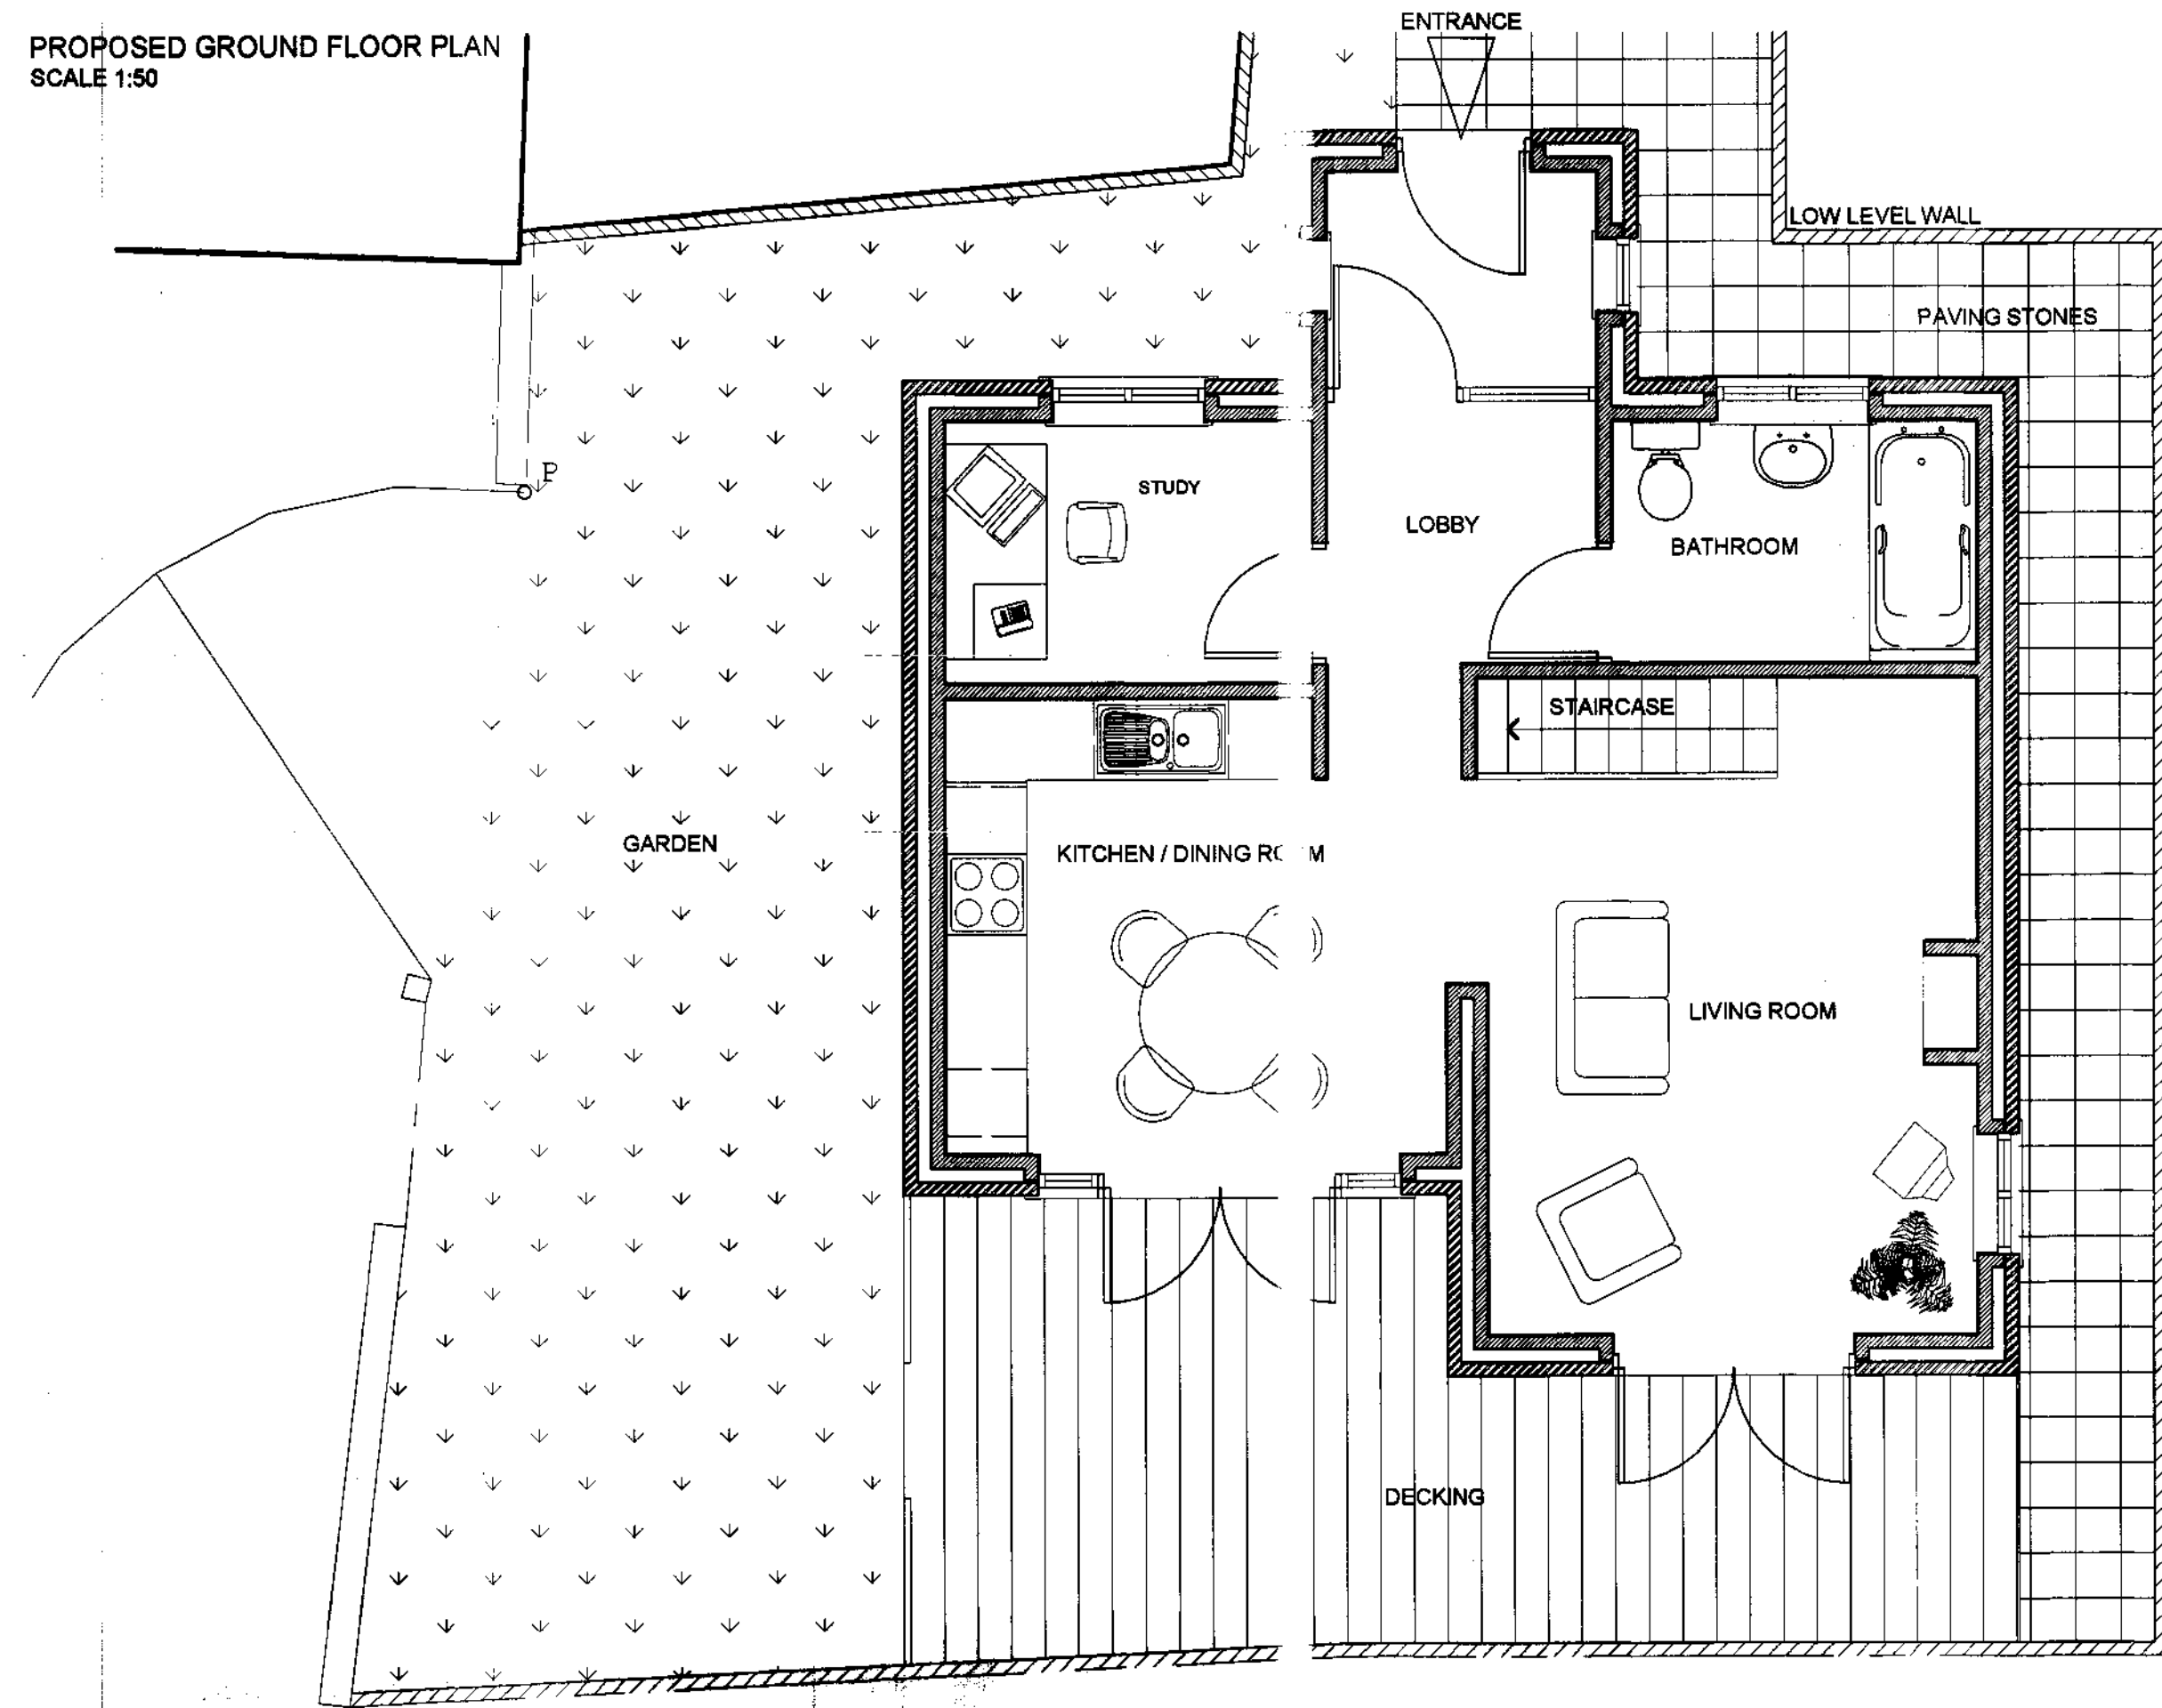 PROPOSED GROUND FLOOR PLAN
SCALE 1:50
ENTRANCE
LOW LEVEL WALL
PAVING STONES
P
STUDY
LOBBY
BATHROOM
STAIRCASE
GARDEN
KITCHEN / DINING RO M
LIVING ROOM
DECKING